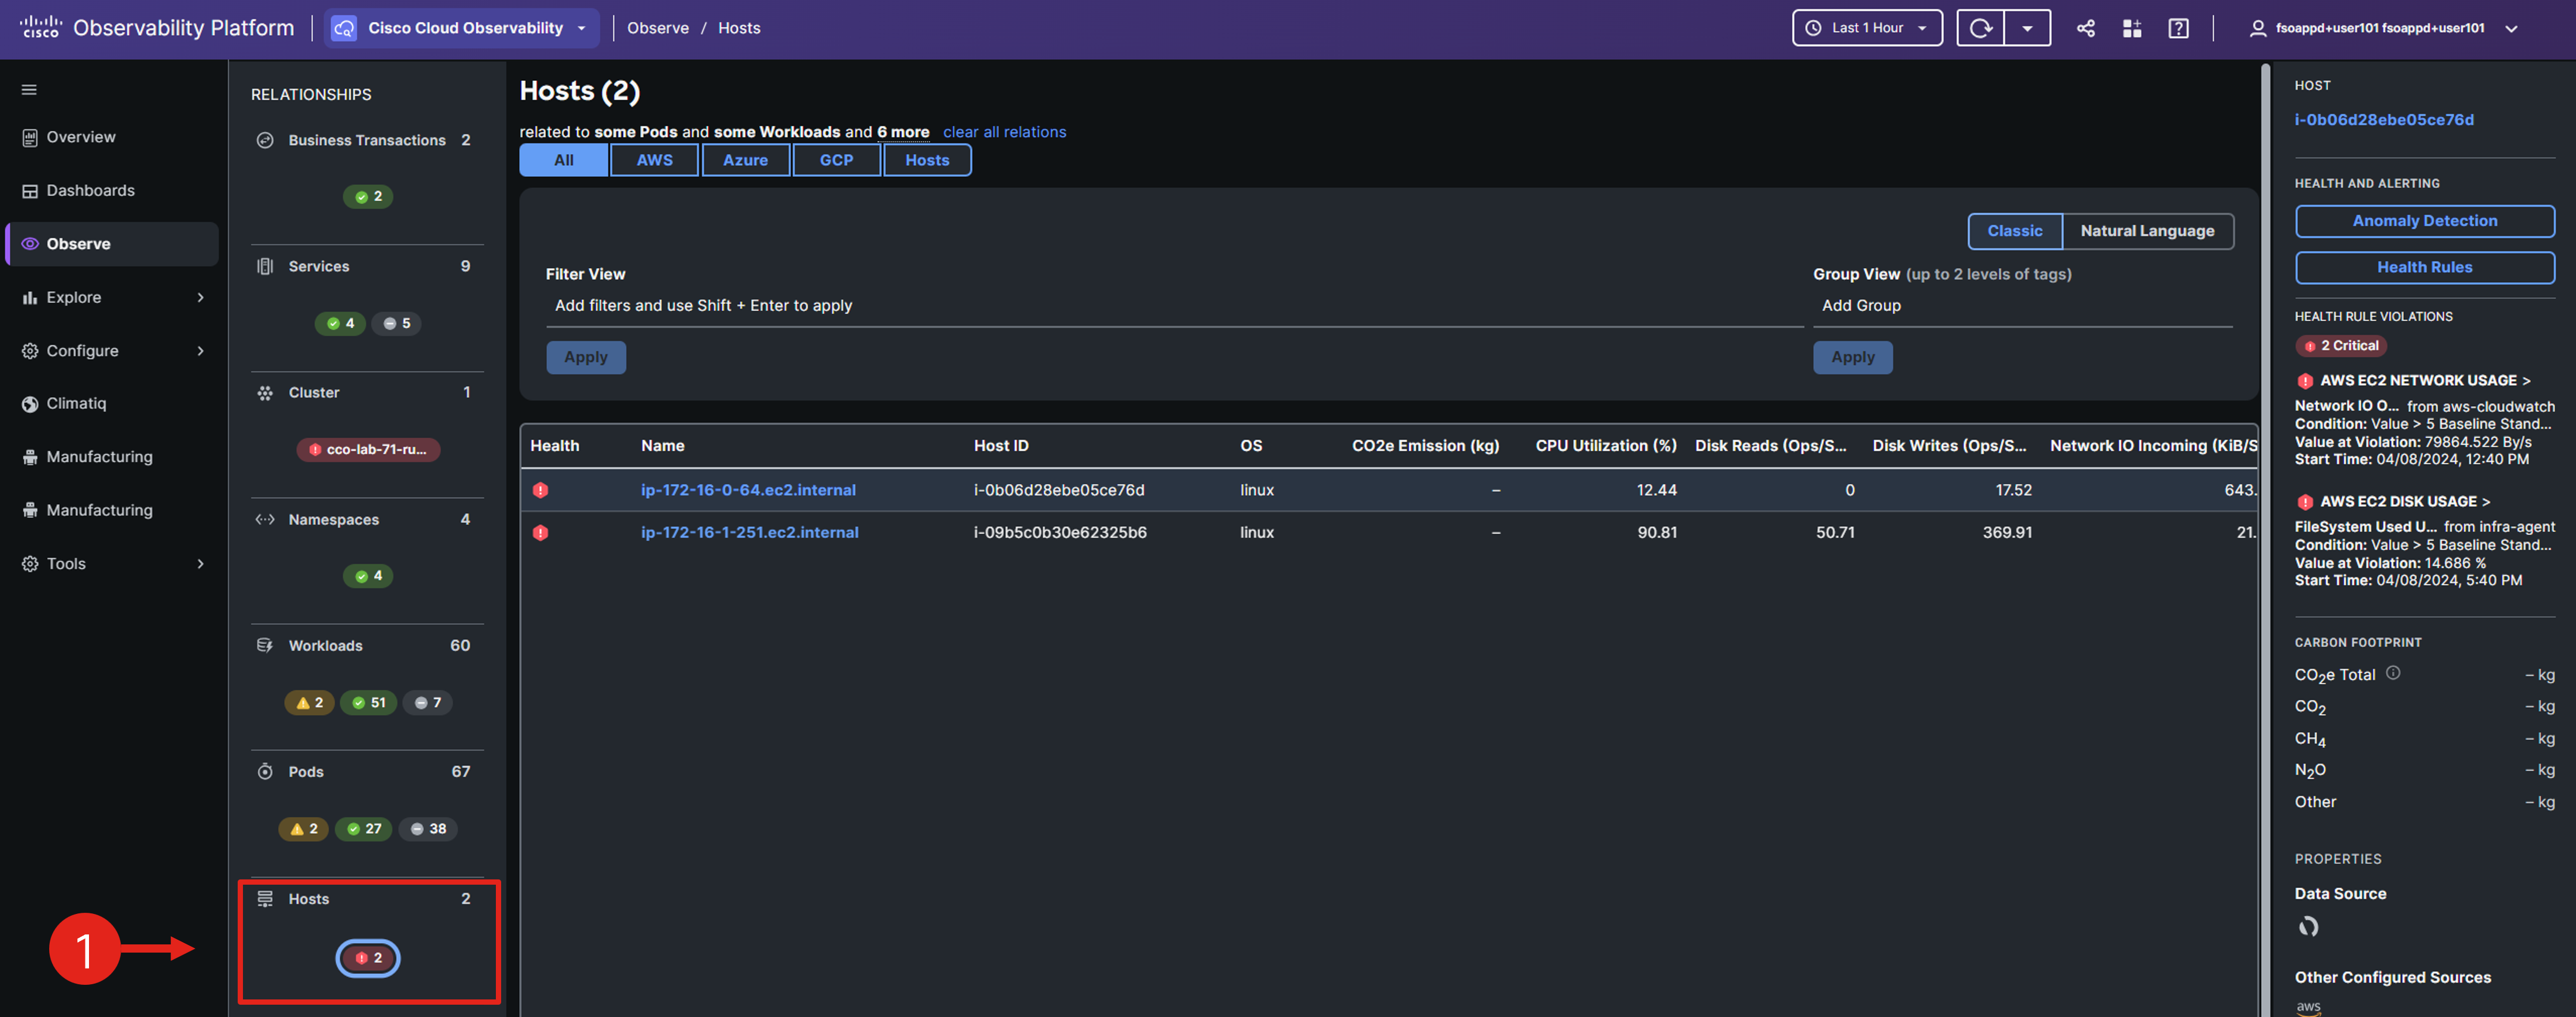 cisco Observability Platform
Cisco Cloud Observability
Observe / Hosts
Last 1 Hour
fsoappd+user101 fsoappd+user101
Overview
Dashboards
Observe
Explore
Configure
Climatiq
Manufacturing
Manufacturing
Tools
RELATIONSHIPS
Business Transactions 2
2
Services 9
4 5
Cluster 1
cco-lab-71-ru...
Namespaces 4
4
Workloads 60
2 51 7
Pods 67
2 27 38
Hosts 2
2
1
Hosts (2)
related to some Pods and some Workloads and 6 more clear all relations
All AWS Azure GCP Hosts
Classic Natural Language
Filter View
Add filters and use Shift + Enter to apply
Apply
Group View (up to 2 levels of tags)
Add Group
Apply
Health Name Host ID OS CO2e Emission (kg) CPU Utilization (%) Disk Reads (Ops/S... Disk Writes (Ops/S... Network IO Incoming (KiB/S
ip-172-16-0-64.ec2.internal i-0b06d28ebe05ce76d linux – 12.44 0 17.52 643.
ip-172-16-1-251.ec2.internal i-09b5c0b30e62325b6 linux – 90.81 50.71 369.91 21.
HOST
i-0b06d28ebe05ce76d
HEALTH AND ALERTING
Anomaly Detection
Health Rules
HEALTH RULE VIOLATIONS
2 Critical
AWS EC2 NETWORK USAGE >
Network IO O... from aws-cloudwatch
Condition: Value > 5 Baseline Stand...
Value at Violation: 79864.522 By/s
Start Time: 04/08/2024, 12:40 PM
AWS EC2 DISK USAGE >
FileSystem Used U... from infra-agent
Condition: Value > 5 Baseline Stand...
Value at Violation: 14.686 %
Start Time: 04/08/2024, 5:40 PM
CARBON FOOTPRINT
CO2e Total – kg
CO2 – kg
CH4 – kg
N2O – kg
Other – kg
PROPERTIES
Data Source
Other Configured Sources
aws